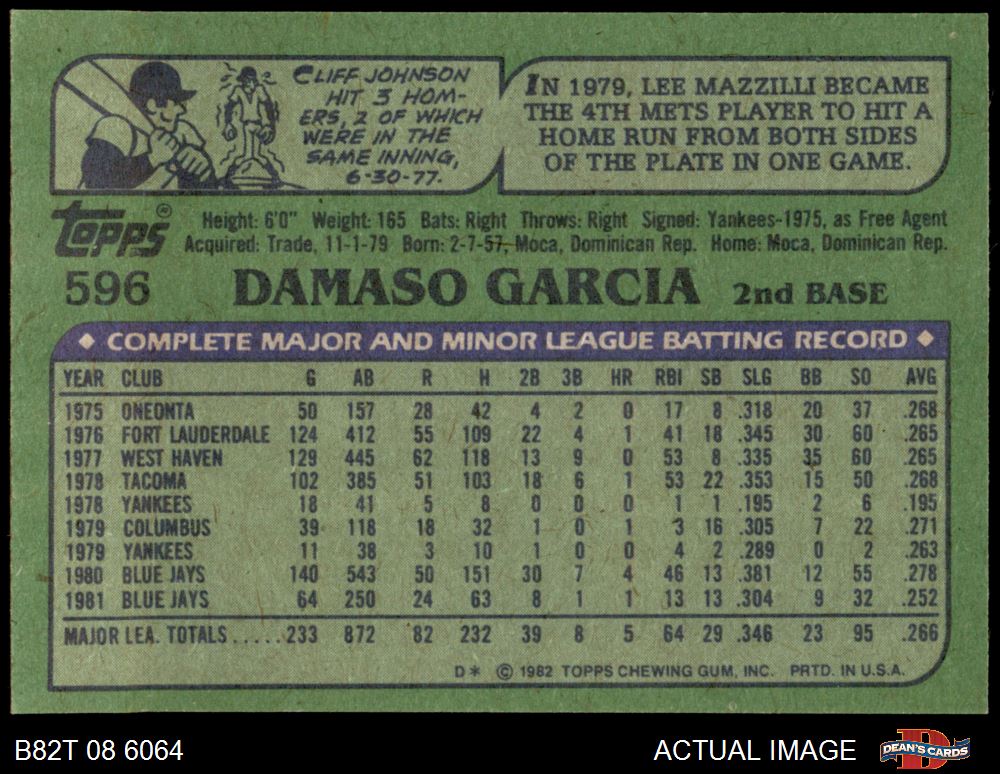 CLIFF JOHNSON
HIT 3 HOM-
ERS, 2 OF WHICH
WERE IN THE
SAME INNING,
6-30-77.
IN 1979, LEE MAZZILLI BECAME
THE 4TH METS PLAYER TO HIT A
HOME RUN FROM BOTH SIDES
OF THE PLATE IN ONE GAME.
Topps®
Height: 6'0" Weight: 165 Bats: Right Throws: Right Signed: Yankees-1975, as Free Agent
Acquired: Trade, 11-1-79 Born: 2-7-57, Moca, Dominican Rep. Home: Moca, Dominican Rep.
596 DAMASO GARCIA 2nd BASE
◆ COMPLETE MAJOR AND MINOR LEAGUE BATTING RECORD ◆
YEAR CLUB G AB R H 2B 3B HR RBI SB SLG BB SO AVG
1975 ONEONTA 50 157 28 42 4 2 0 17 8 .318 20 37 .268
1976 FORT LAUDERDALE 124 412 55 109 22 4 1 41 18 .345 30 60 .265
1977 WEST HAVEN 129 445 62 118 13 9 0 53 8 .335 35 60 .265
1978 TACOMA 102 385 51 103 18 6 1 53 22 .353 15 50 .268
1978 YANKEES 18 41 5 8 0 0 0 1 1 .195 2 6 .195
1979 COLUMBUS 39 118 18 32 1 0 1 3 16 .305 7 22 .271
1979 YANKEES 11 38 3 10 1 0 0 4 2 .289 0 2 .263
1980 BLUE JAYS 140 543 50 151 30 7 4 46 13 .381 12 55 .278
1981 BLUE JAYS 64 250 24 63 8 1 1 13 13 .304 9 32 .252
MAJOR LEA. TOTALS.....233 872 82 232 39 8 5 64 29 .346 23 95 .266
D* © 1982 TOPPS CHEWING GUM, INC. PRTD. IN U.S.A.
B82T 08 6064 ACTUAL IMAGE DEAN'S CARDS